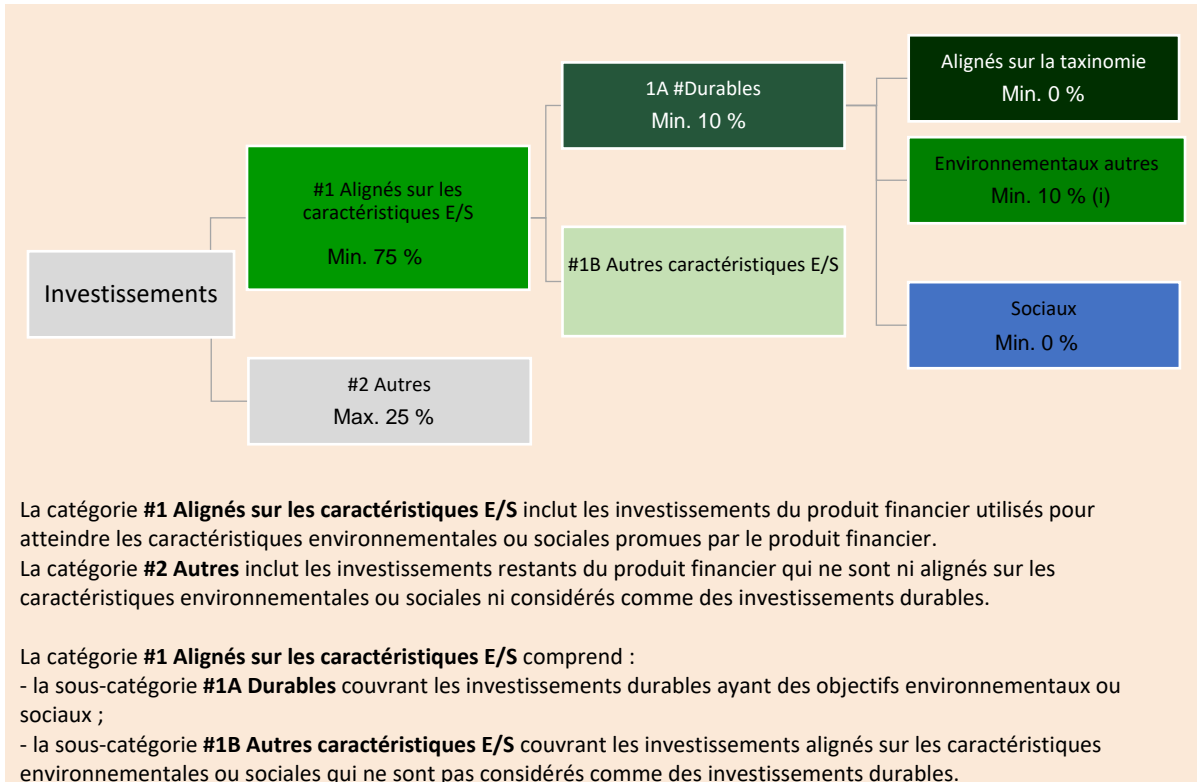 Investissements
#1 Alignés sur les
caractéristiques E/S
Min. 75 %
#2 Autres
Max. 25 %
1A #Durables
Min. 10 %
#1B Autres caractéristiques E/S
Alignés sur la taxinomie
Min. 0 %
Environnementaux autres
Min. 10 % (i)
Sociaux
Min. 0 %
La catégorie #1 Alignés sur les caractéristiques E/S inclut les investissements du produit financier utilisés pour
atteindre les caractéristiques environnementales ou sociales promues par le produit financier.
La catégorie #2 Autres inclut les investissements restants du produit financier qui ne sont ni alignés sur les
caractéristiques environnementales ou sociales ni considérés comme des investissements durables.
La catégorie #1 Alignés sur les caractéristiques E/S comprend :
- la sous-catégorie #1A Durables couvrant les investissements durables ayant des objectifs environnementaux ou
sociaux ;
- la sous-catégorie #1B Autres caractéristiques E/S couvrant les investissements alignés sur les caractéristiques
environnementales ou sociales qui ne sont pas considérés comme des investissements durables.